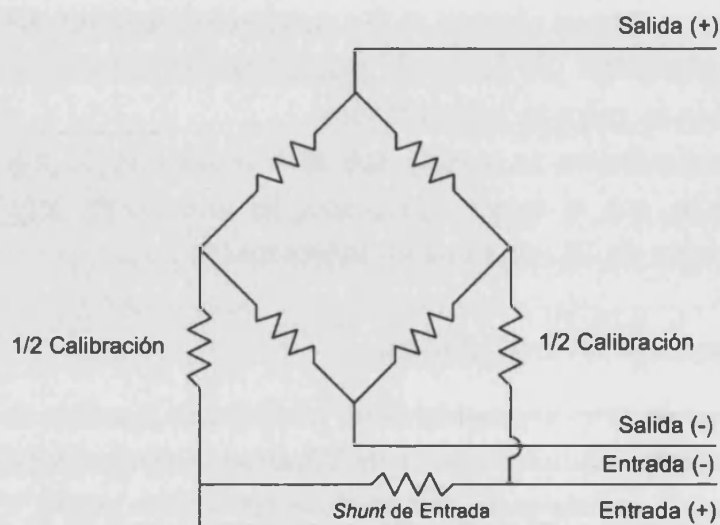 Salida (+)
1/2 Calibración
1/2 Calibración
Salida (-)
Entrada (-)
Shunt de Entrada
Entrada (+)